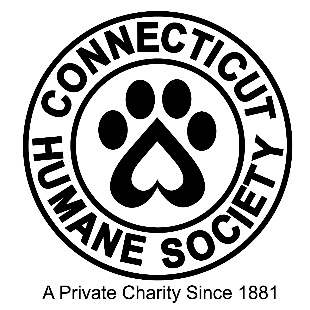 CONNECTICUT
HUMANE SOCIETY
A Private Charity Since 1881